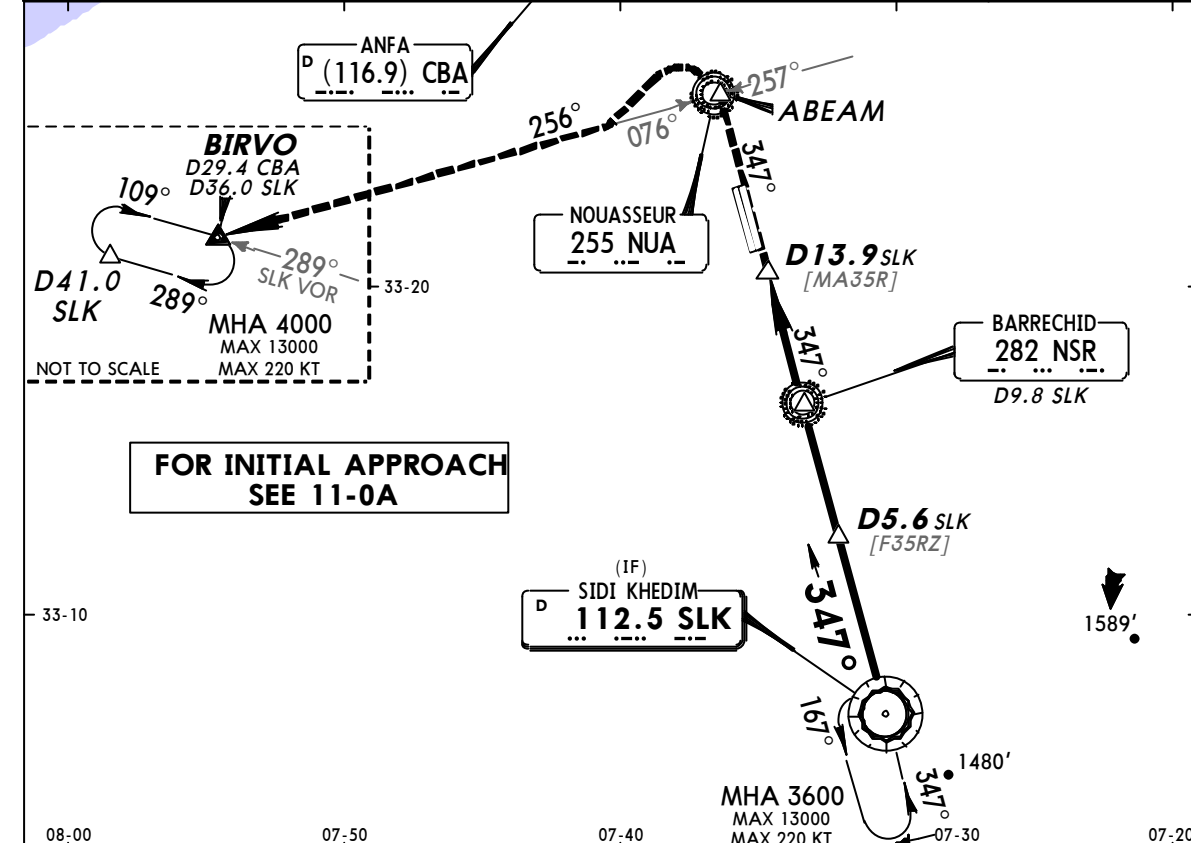 ANFA
D (116.9) CBA
257°
ABEAM
256°
076°
347°
BIRVO
D29.4 CBA
D36.0 SLK
109°
289°
SLK VOR
D41.0
SLK
289°
MHA 4000
MAX 13000
MAX 220 KT
NOT TO SCALE
33-20
NOUASSEUR
255 NUA
D13.9 SLK
[MA35R]
347°
BARRECHID
282 NSR
D9.8 SLK
FOR INITIAL APPROACH
SEE 11-0A
D5.6 SLK
[F35RZ]
(IF)
SIDI KHEDIM
D 112.5 SLK
347°
33-10
1589'
167°
1480'
347°
MHA 3600
MAX 13000
MAX 220 KT
08-00
07-50
07-40
07-30
07-20